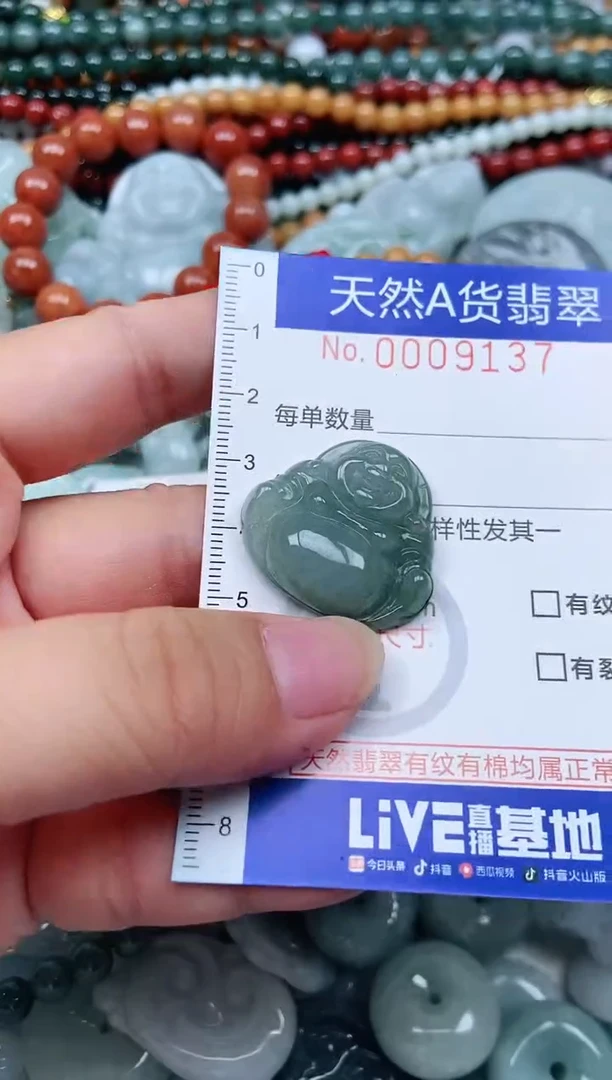 0
天然A货翡翠
No.0009137
1
2
每单数量
3
样性发其一
5
尺寸
有纹
有裂
天然翡翠有纹有棉均属正常
LiVE直播基地
8
今日头条 抖音 西瓜视频 抖音火山版